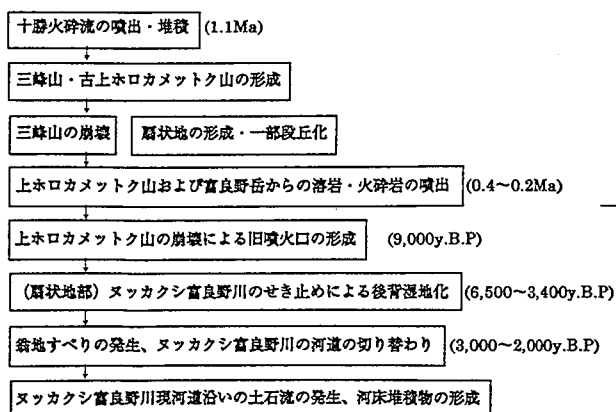 十勝火砕流の噴出・堆積 (1.1Ma)
三峰山・古上ホロカメットク山の形成
三峰山の崩壊 扇状地の形成・一部段丘化
上ホロカメットク山および富良野岳からの溶岩・火砕岩の噴出 (0.4~0.2Ma)
上ホロカメットク山の崩壊による旧噴火口の形成 (9,000y.B.P)
(扇状地部) ヌッカクシ富良野川のせき止めによる後背湿地化 (6,500~3,400y.B.P)
翁地すべりの発生、ヌッカクシ富良野川の河道の切り替わり (3,000~2,000y.B.P)
ヌッカクシ富良野川現河道沿いの土石流の発生、河床堆積物の形成